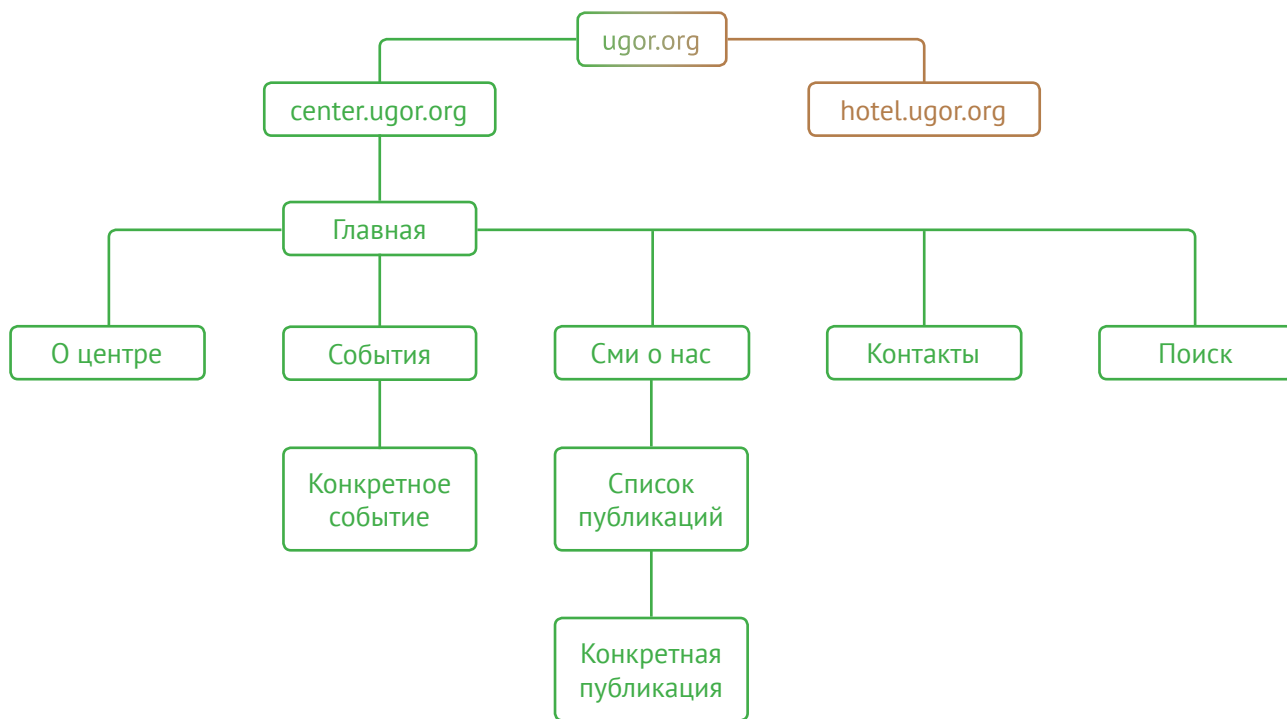 ugor.org
center.ugor.org
hotel.ugor.org
Главная
О центре
События
Сми о нас
Контакты
Поиск
Конкретное
событие
Список
публикаций
Конкретная
публикация